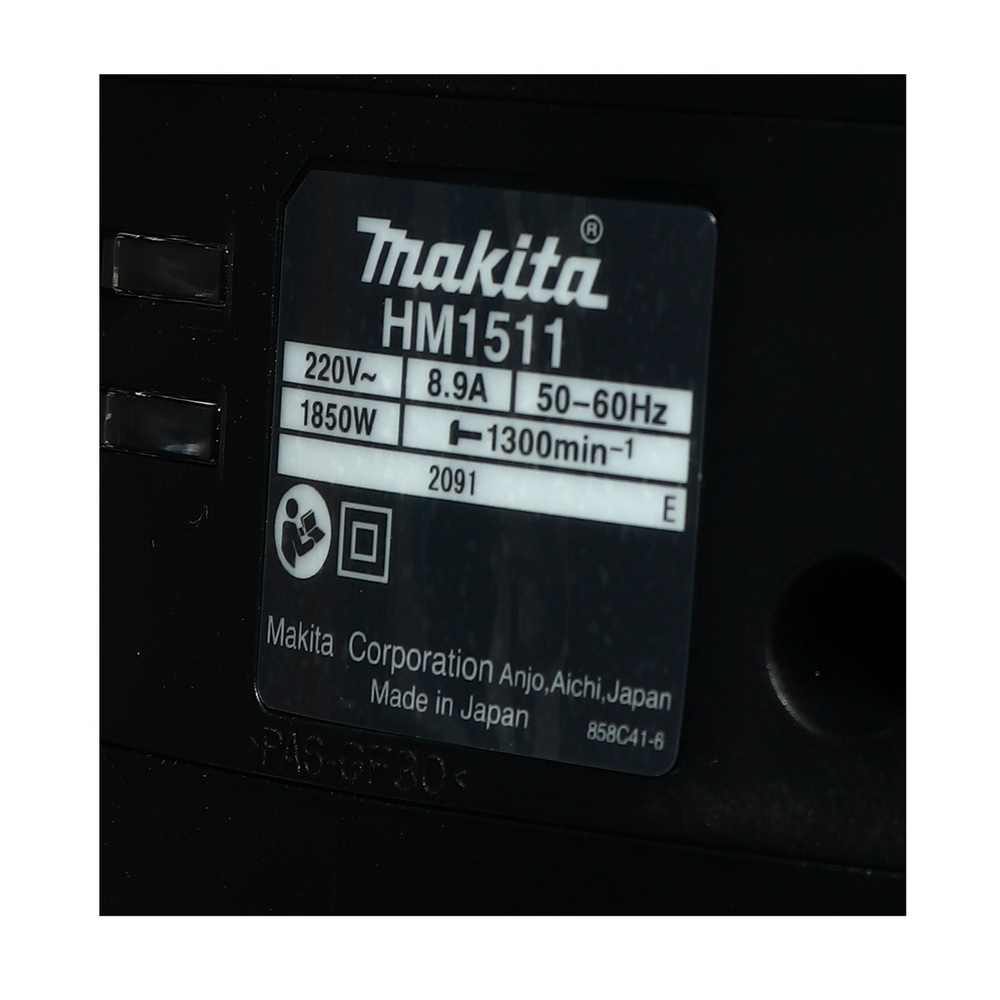 Makita®
HM1511
220V~ 8.9A 50-60Hz
1850W 1300min⁻¹
2091 E
Makita Corporation Anjo,Aichi,Japan
Made in Japan 858C41-6
>PA6-GF30<